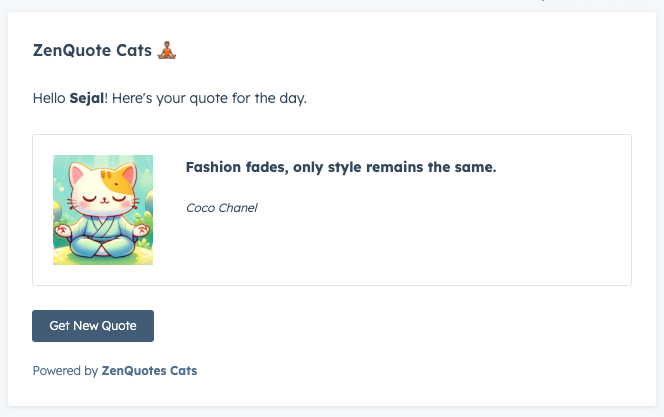 ZenQuote Cats 🧘🏽
Hello Sejal! Here's your quote for the day.
Fashion fades, only style remains the same.
Coco Chanel
Get New Quote
Powered by ZenQuotes Cats